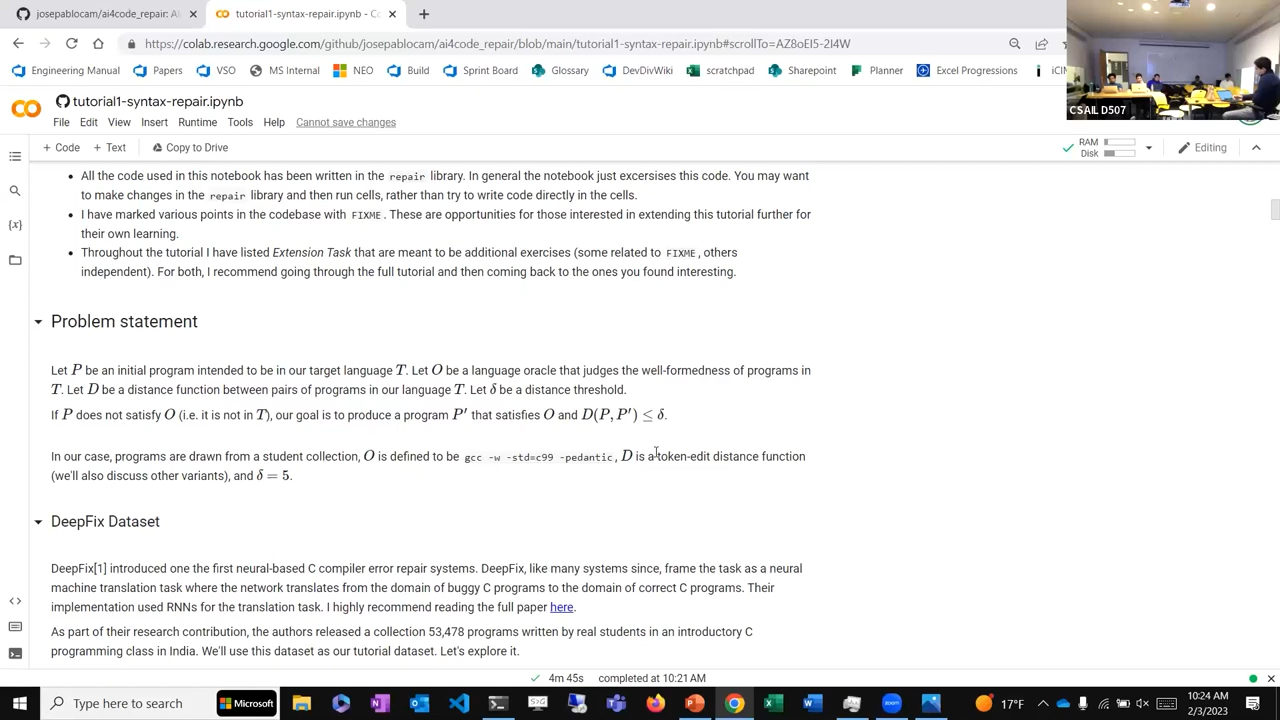 josepablocam/ai4code_repair: AI
tutorial1-syntax-repair.ipynb - Co
https://colab.research.google.com/github/josepablocam/ai4code_repair/blob/main/tutorial1-syntax-repair.ipynb#scrollTo=AZ8oEI5-2I4W
Engineering Manual Papers VSO MS Internal NEO Build Sprint Board Glossary DevDivWiki scratchpad Sharepoint Planner Excel Progressions iCIM
CSAIL D507
tutorial1-syntax-repair.ipynb
File Edit View Insert Runtime Tools Help Cannot save changes
+ Code + Text Copy to Drive RAM Disk Editing
All the code used in this notebook has been written in the repair library. In general the notebook just excersises this code. You may want
to make changes in the repair library and then run cells, rather than try to write code directly in the cells.
I have marked various points in the codebase with FIXME. These are opportunities for those interested in extending this tutorial further for
their own learning.
Throughout the tutorial I have listed Extension Task that are meant to be additional exercises (some related to FIXME, others
independent). For both, I recommend going through the full tutorial and then coming back to the ones you found interesting.
Problem statement
Let P be an initial program intended to be in our target language T. Let O be a language oracle that judges the well-formedness of programs in
T. Let D be a distance function between pairs of programs in our language T. Let δ be a distance threshold.
If P does not satisfy O (i.e. it is not in T), our goal is to produce a program P′ that satisfies O and D(P, P′) ≤ δ.
In our case, programs are drawn from a student collection, O is defined to be gcc -w -std=c99 -pedantic, D is a token-edit distance function
(we'll also discuss other variants), and δ = 5.
DeepFix Dataset
DeepFix[1] introduced one the first neural-based C compiler error repair systems. DeepFix, like many systems since, frame the task as a neural
machine translation task where the network translates from the domain of buggy C programs to the domain of correct C programs. Their
implementation used RNNs for the translation task. I highly recommend reading the full paper here.
As part of their research contribution, the authors released a collection 53,478 programs written by real students in an introductory C
programming class in India. We'll use this dataset as our tutorial dataset. Let's explore it.
4m 45s completed at 10:21 AM
Type here to search Microsoft 17°F 10:24 AM
2/3/2023